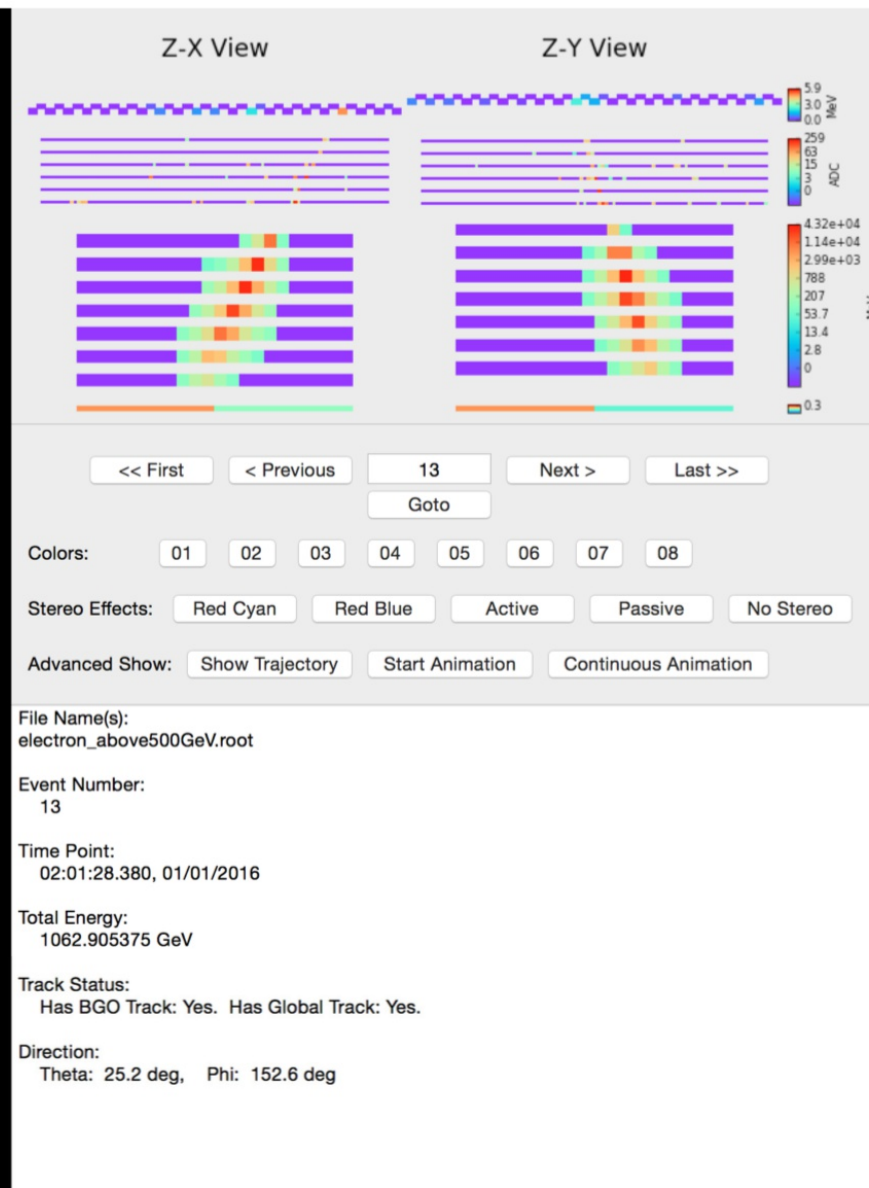 Z-X View
Z-Y View
5.9
3.0
0.0
MeV
259
63
15
3
0
ADC
4.32e+04
1.14e+04
2.99e+03
788
207
53.7
13.4
2.8
0
0.3
<< First
< Previous
13
Next >
Last >>
Goto
Colors:
01
02
03
04
05
06
07
08
Stereo Effects:
Red Cyan
Red Blue
Active
Passive
No Stereo
Advanced Show:
Show Trajectory
Start Animation
Continuous Animation
File Name(s):
electron_above500GeV.root
Event Number:
13
Time Point:
02:01:28.380, 01/01/2016
Total Energy:
1062.905375 GeV
Track Status:
Has BGO Track: Yes.  Has Global Track: Yes.
Direction:
Theta:  25.2 deg,    Phi:  152.6 deg